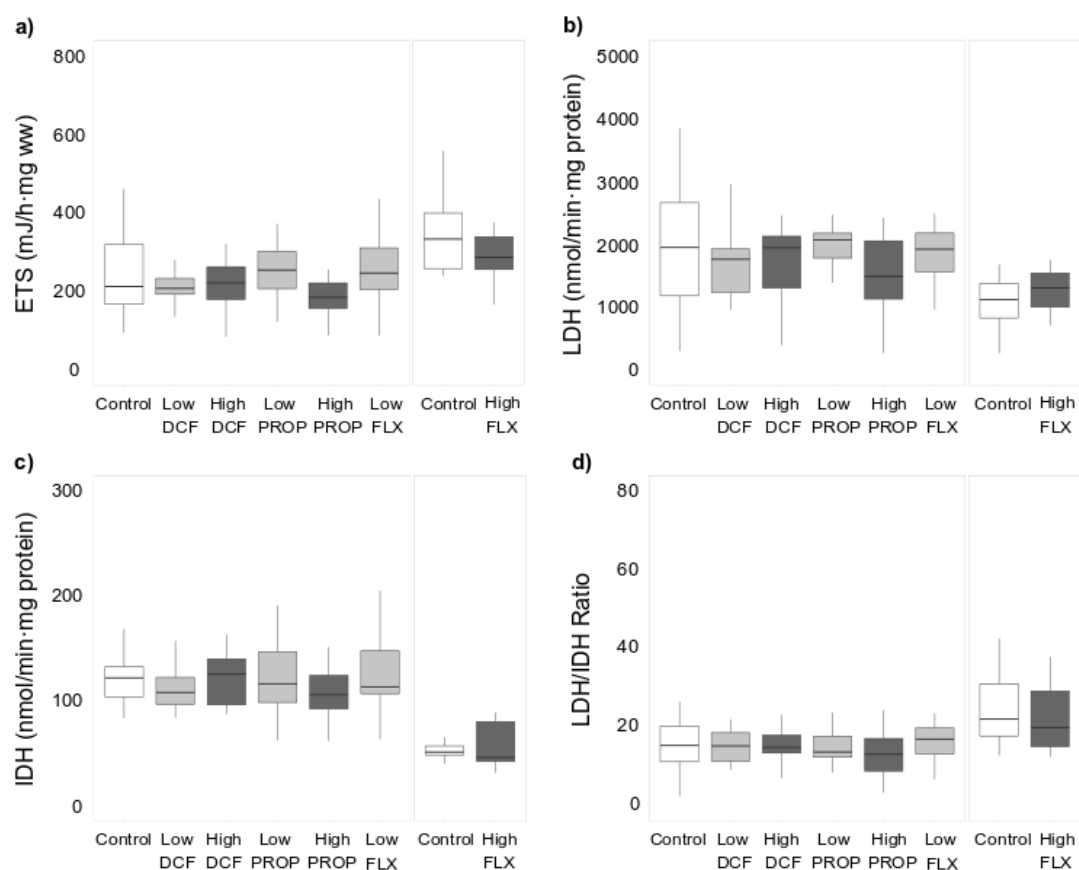 a)
ETS (mJ/h·mg ww)
800
600
400
200
0
Control Low High Low High Low Control High
DCF DCF PROP PROP FLX FLX
b)
LDH (nmol/min·mg protein)
5000
4000
3000
2000
1000
0
Control Low High Low High Low Control High
DCF DCF PROP PROP FLX FLX
c)
IDH (nmol/min·mg protein)
300
200
100
0
Control Low High Low High Low Control High
DCF DCF PROP PROP FLX FLX
d)
LDH/IDH Ratio
80
60
40
20
0
Control Low High Low High Low Control High
DCF DCF PROP PROP FLX FLX